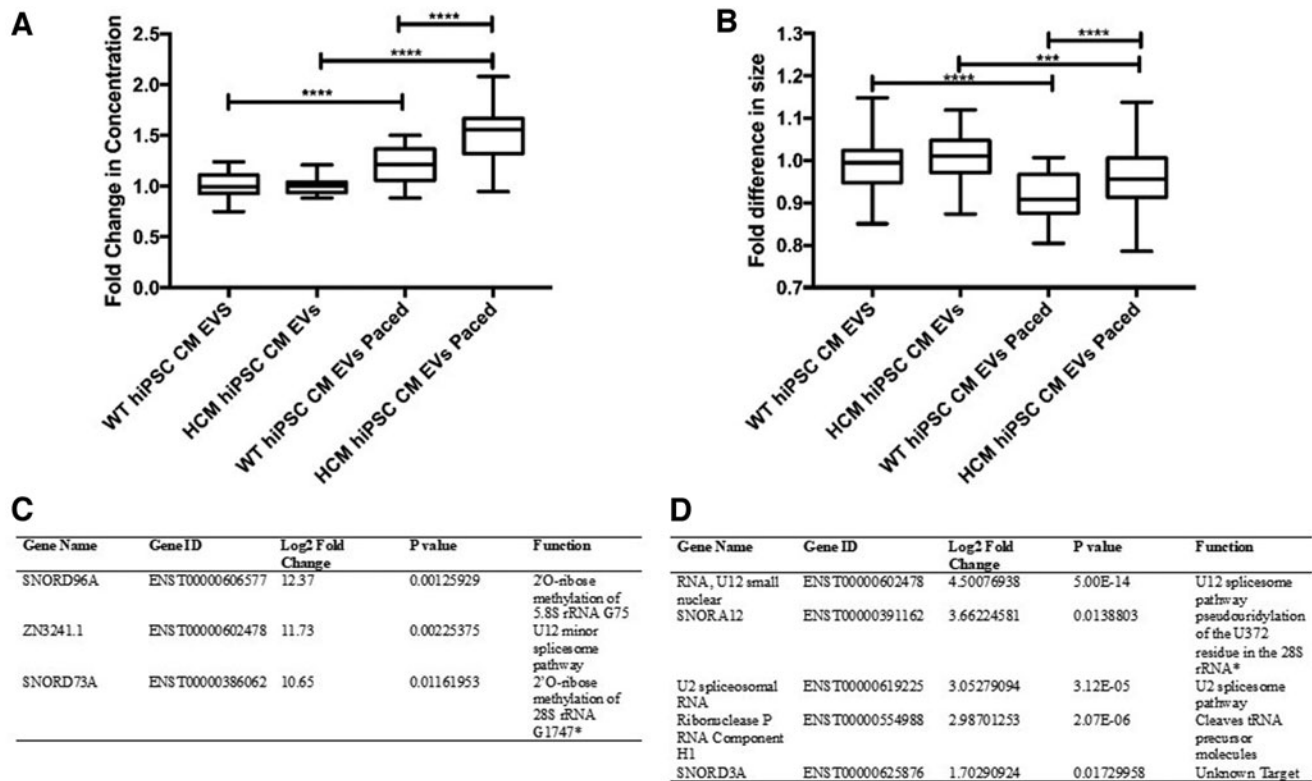 A
Fold Change in Concentration
2.5
2.0
1.5
1.0
0.5
0.0
****
****
****
WT hiPSC CM EVS
HCM hiPSC CM EVs
WT hiPSC CM EVs Paced
HCM hiPSC CM EVs Paced
B
Fold difference in size
1.3
1.2
1.1
1.0
0.9
0.8
0.7
****
***
****
WT hiPSC CM EVS
HCM hiPSC CM EVs
WT hiPSC CM EVs Paced
HCM hiPSC CM EVs Paced
C
Gene Name Gene ID Log2 Fold P value Function
Change
SNORD96A ENST00000606577 12.37 0.00125929 2'O-ribose
methylation of
5.8S rRNA G75
ZN3241.1 ENST00000602478 11.73 0.00225375 U12 minor
splicesome
pathway
SNORD73A ENST00000386062 10.65 0.01161953 2'O-ribose
methylation of
28S rRNA
G1747*
D
Gene Name Gene ID Log2 Fold P value Function
Change
RNA, U12 small ENST00000602478 4.50076938 5.00E-14 U12 splicesome
nuclear pathway
SNORA12 ENST00000391162 3.66224581 0.0138803 pseudouridylation
of the U372
residue in the 28S
rRNA*
U2 spliceosomal ENST00000619225 3.05279094 3.12E-05 U2 splicesome
RNA pathway
Ribonuclease P ENST00000554988 2.98701253 2.07E-06 Cleaves tRNA
RNA Component precursor
H1 molecules
SNORD3A ENST00000625876 1.70290924 0.01729958 Unknown Target